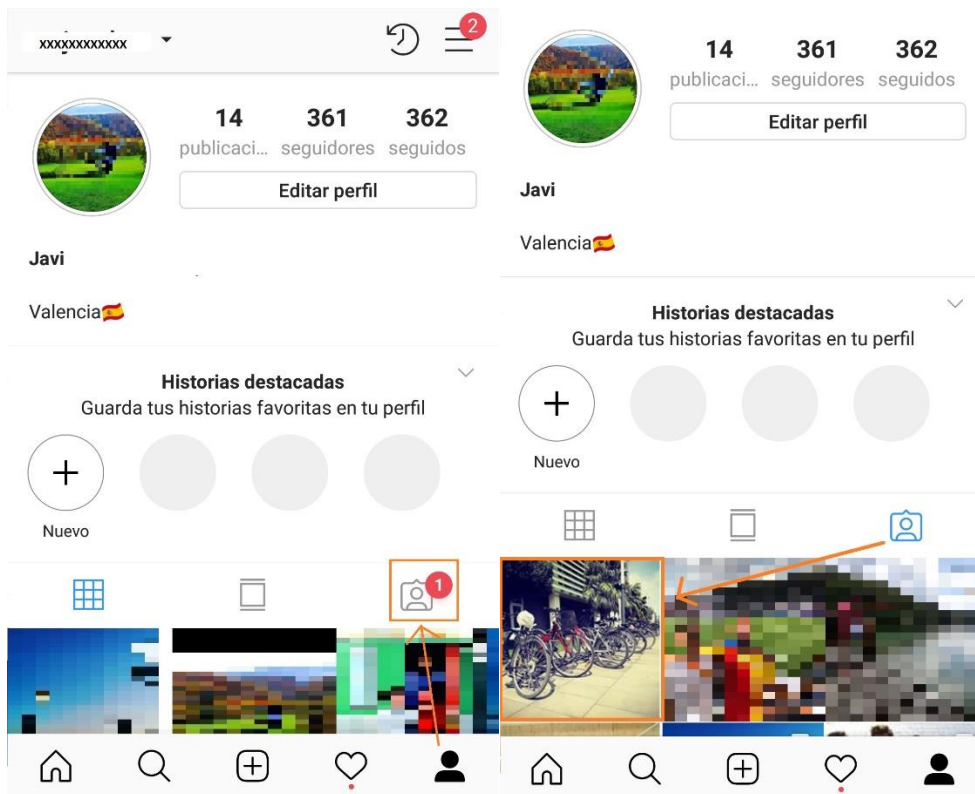 xxxxxxxxxxxx
2
14 361 362
publicaci... seguidores seguidos
Editar perfil
Javi
Valencia🇪🇸
Historias destacadas
Guarda tus historias favoritas en tu perfil
Nuevo
1
14 361 362
publicaci... seguidores seguidos
Editar perfil
Javi
Valencia🇪🇸
Historias destacadas
Guarda tus historias favoritas en tu perfil
Nuevo